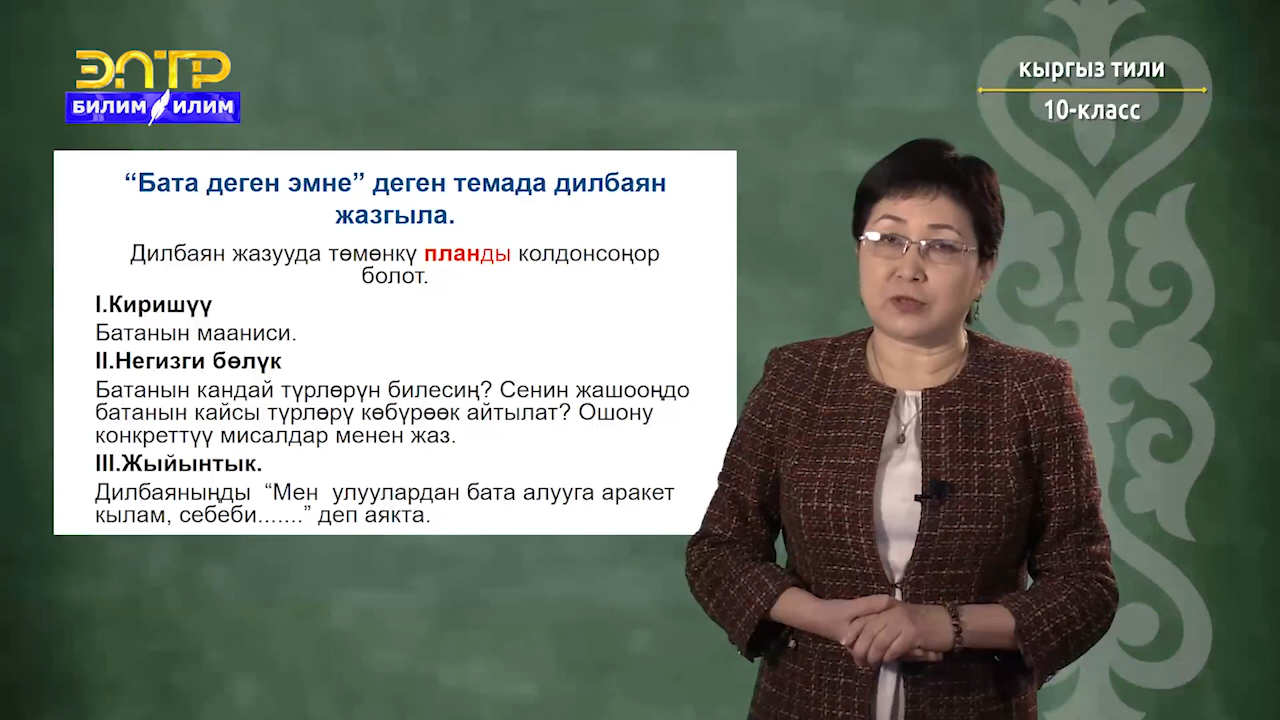 ЭЛТР
БИЛИМ ИЛИМ
кыргыз тили
10-класс
“Бата деген эмне” деген темада дилбаян
жазгыла.
Дилбаян жазууда төмөнкү планды колдонсоңор
болот.
I.Киришүү
Батанын мааниси.
II.Негизги бөлүк
Батанын кандай түрлөрүн билесиң? Сенин жашооңдо
батанын кайсы түрлөрү көбүрөөк айтылат? Ошону
конкреттүү мисалдар менен жаз.
III.Жыйынтык.
Дилбаяныңды “Мен улуулардан бата алууга аракет
кылам, себеби.......” деп аякта.